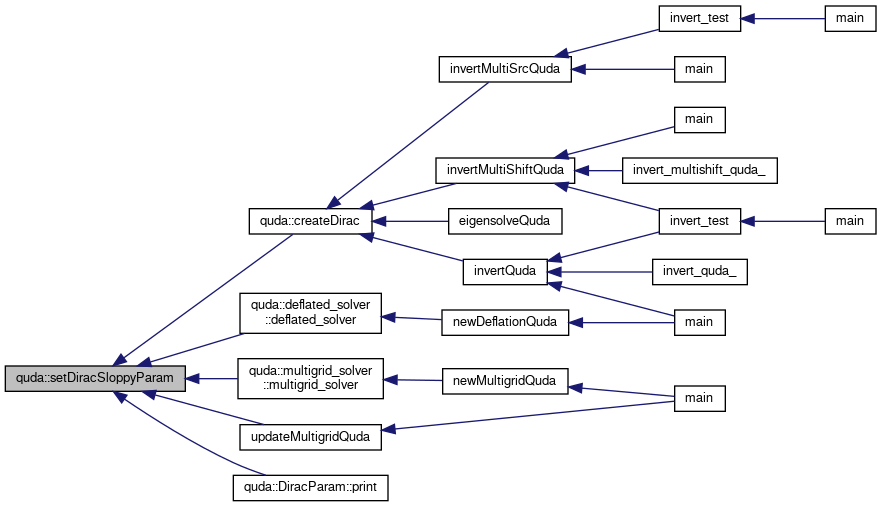 invert_test
main
invertMultiSrcQuda
main
main
invertMultiShiftQuda
invert_multishift_quda_
quda::createDirac
eigensolveQuda
invert_test
main
invertQuda
invert_quda_
quda::deflated_solver
::deflated_solver
newDeflationQuda
main
quda::setDiracSloppyParam
quda::multigrid_solver
::multigrid_solver
newMultigridQuda
main
updateMultigridQuda
quda::DiracParam::print